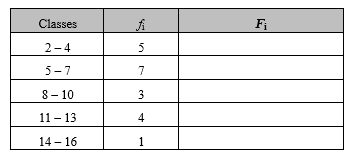 Classes fi Fi
2 – 4 5
5 – 7 7
8 – 10 3
11 – 13 4
14 – 16 1